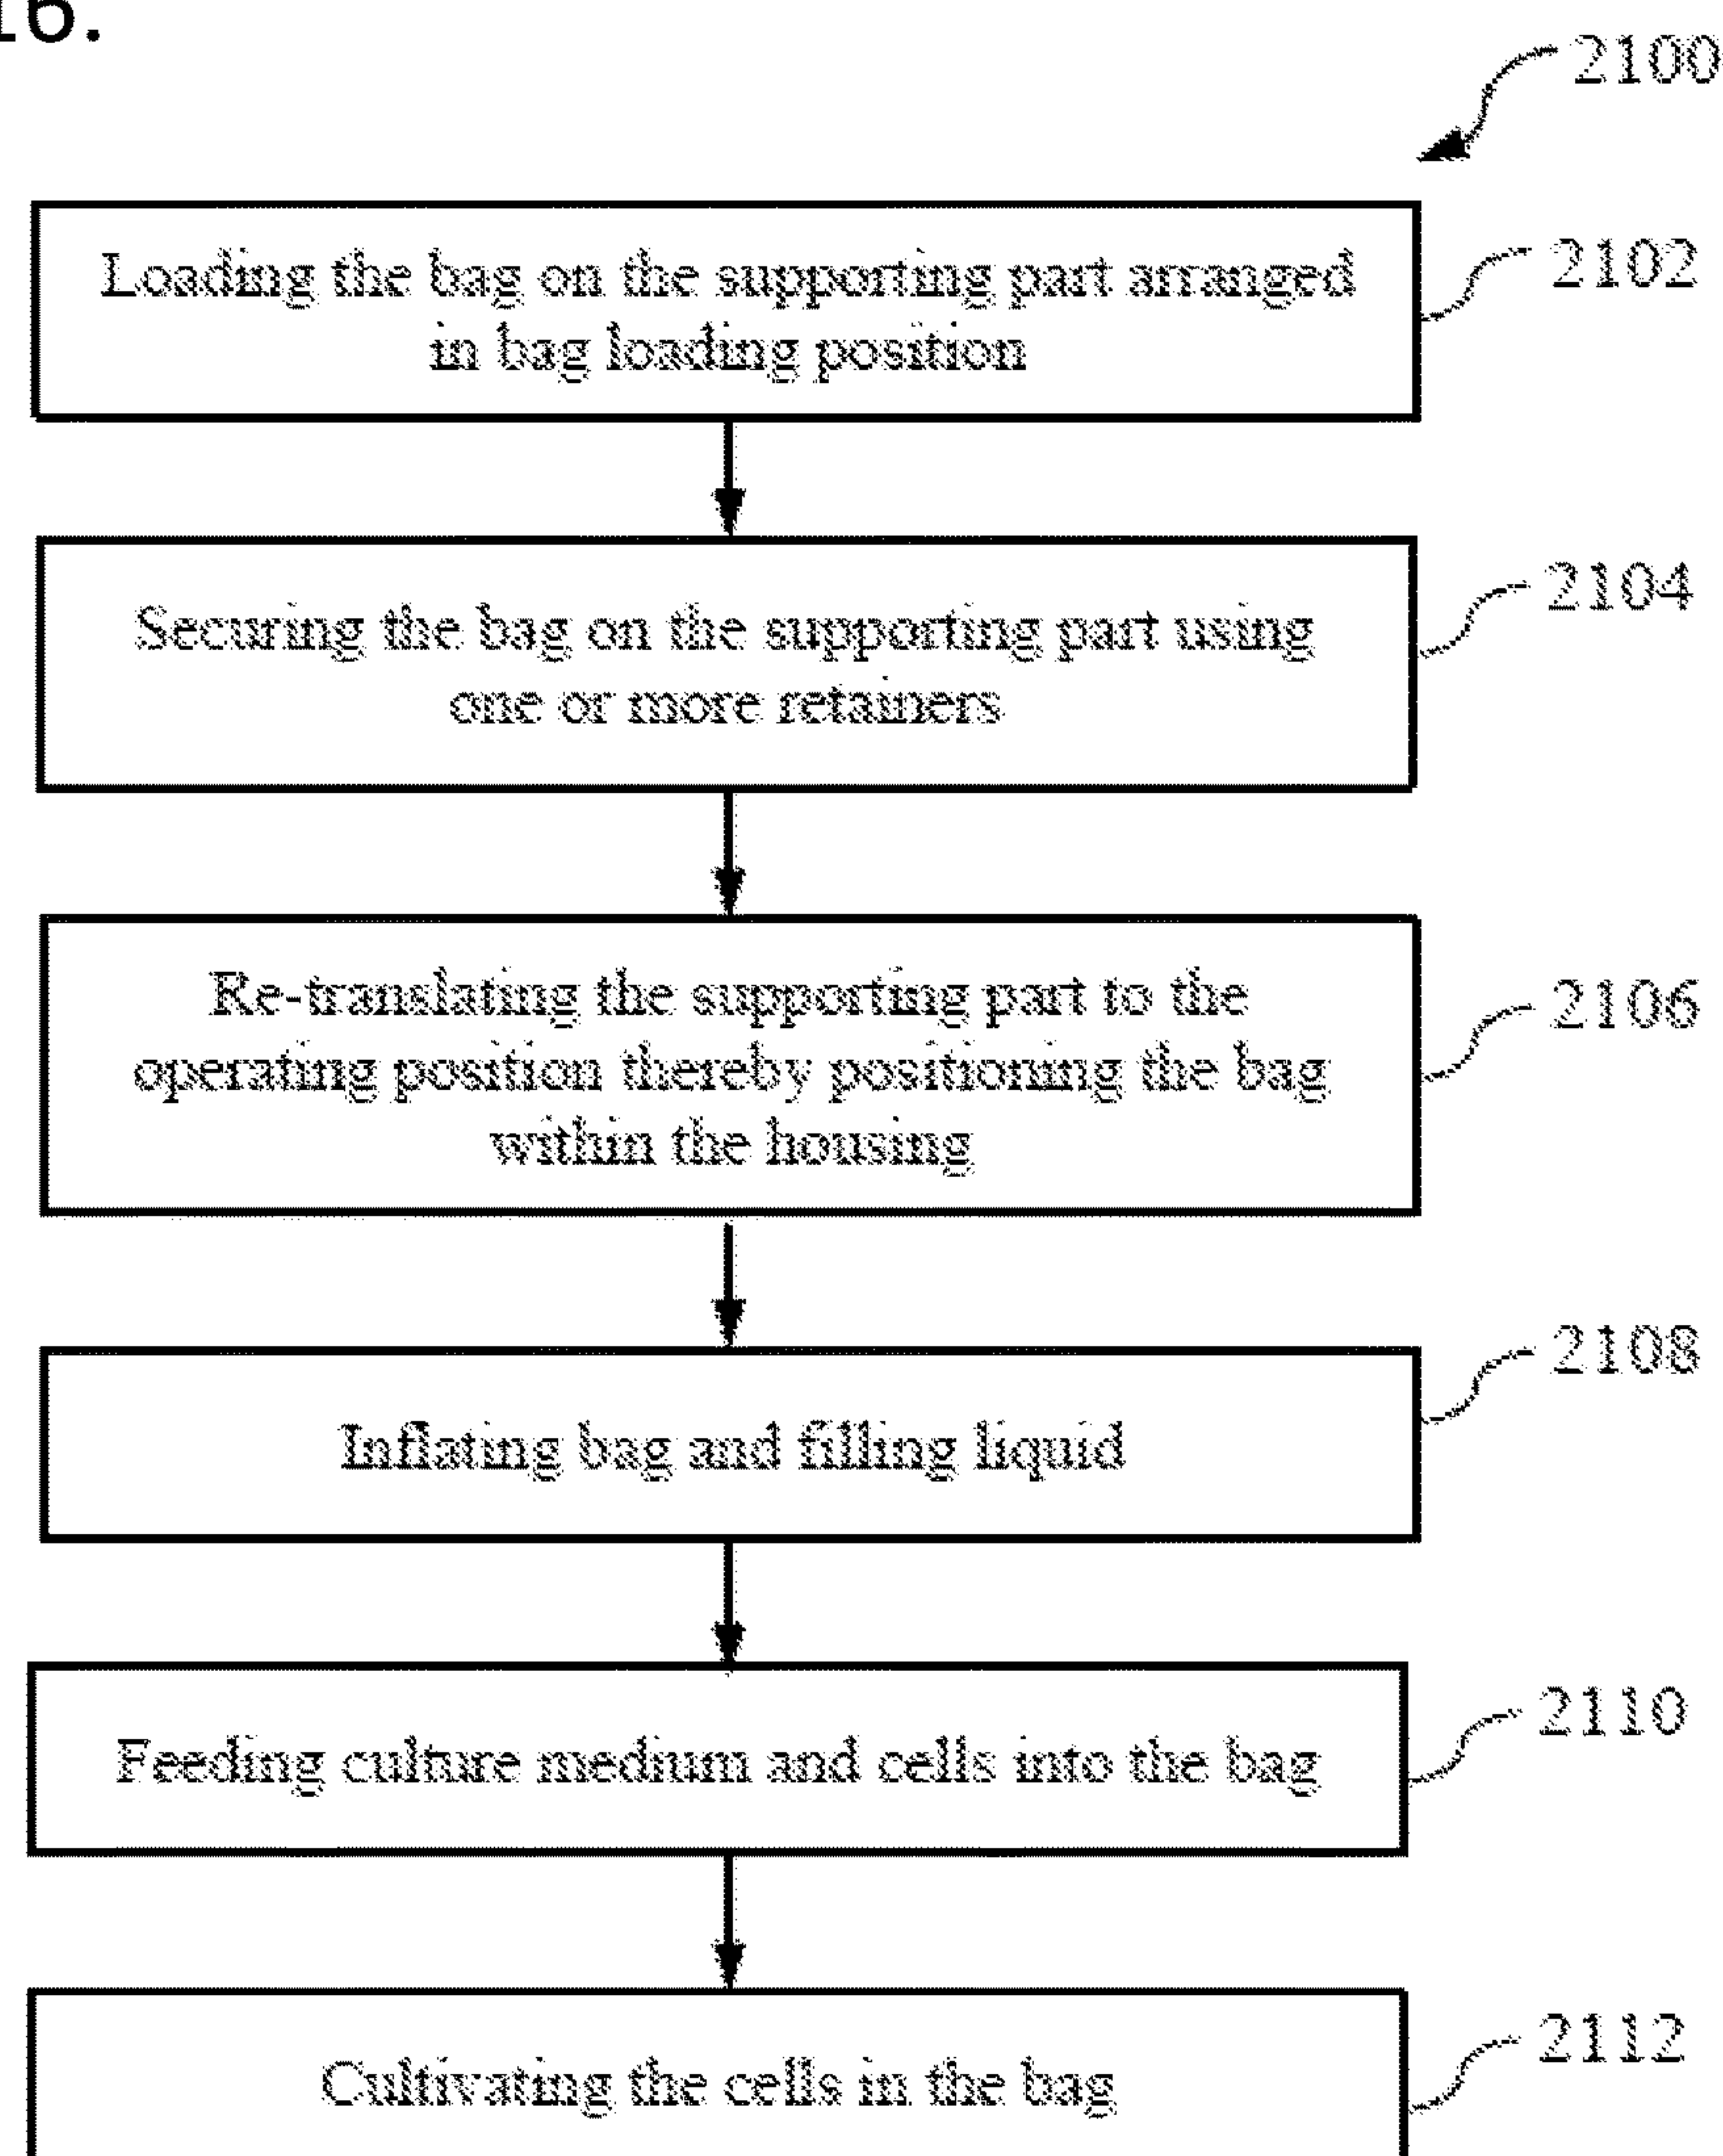 16.
2100
Loading the bag on the supporting part arranged
in bag loading position
2102
Securing the bag on the supporting part using
one or more retainers
2104
Re-translating the supporting part to the
operating position thereby positioning the bag
within the housing
2106
Inflating bag and filling liquid
2108
Feeding culture medium and cells into the bag
2110
Cultivating the cells in the bag
2112